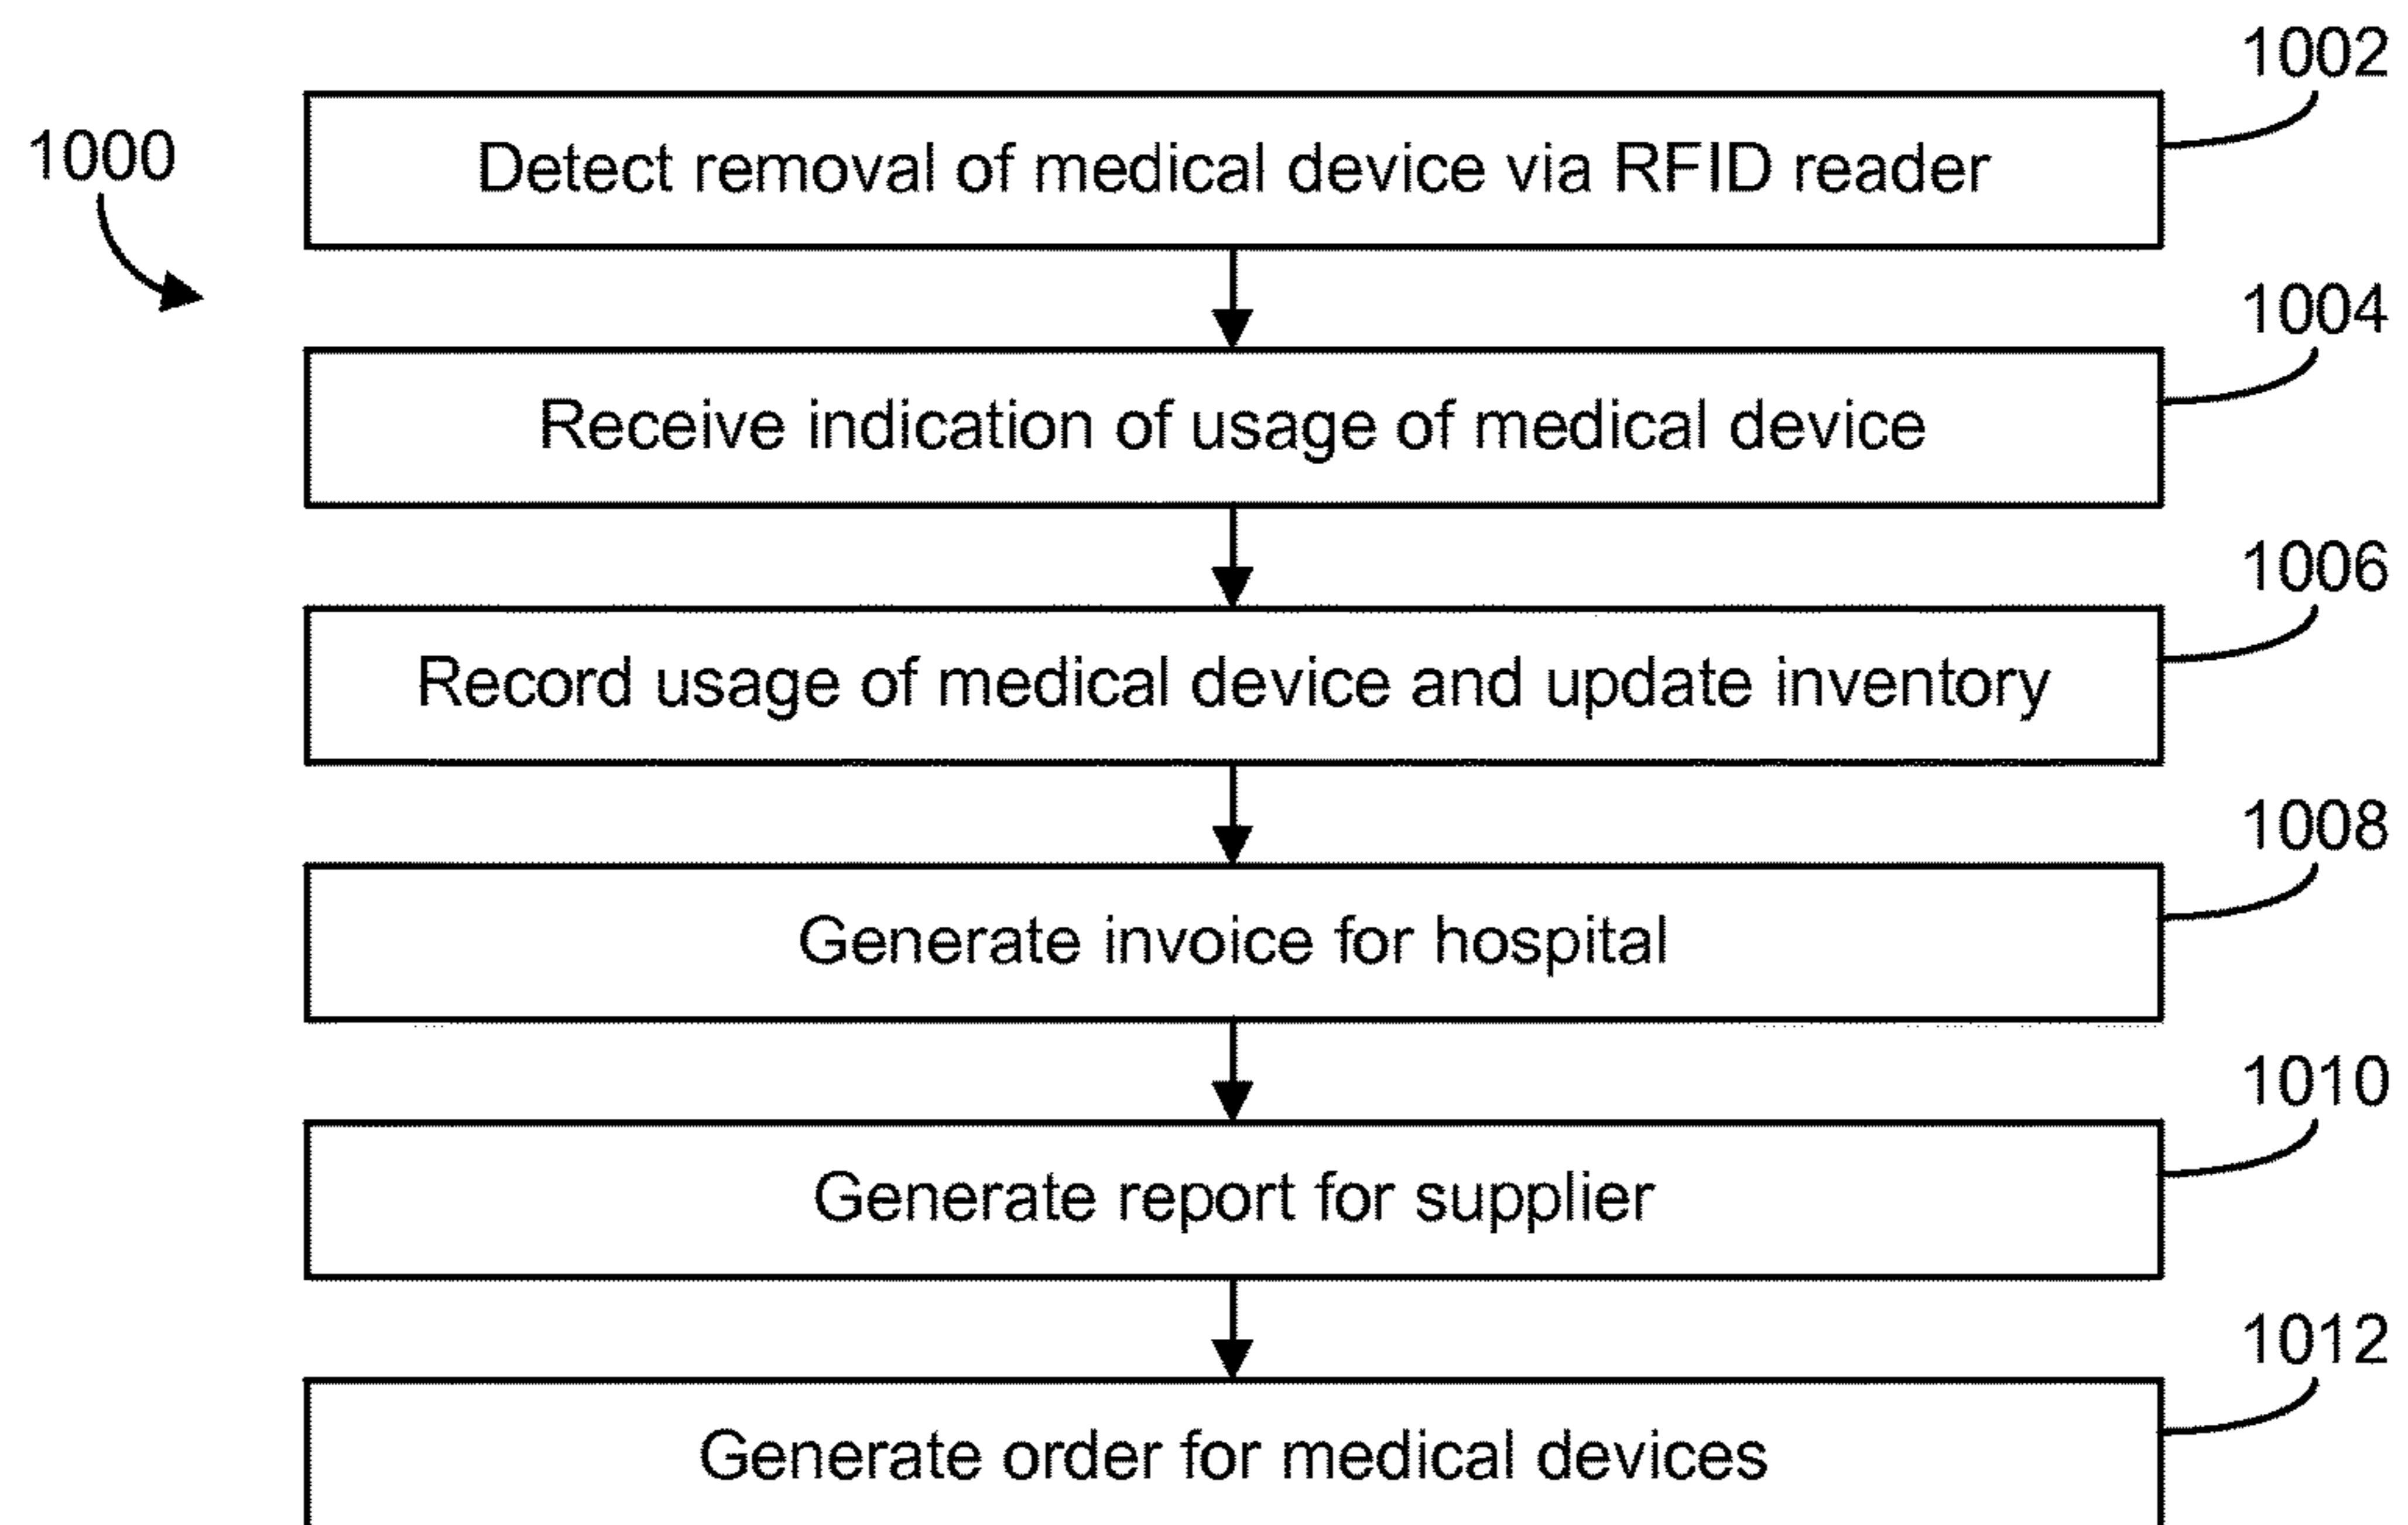 1002
1000
Detect removal of medical device via RFID reader
1004
Receive indication of usage of medical device
1006
Record usage of medical device and update inventory
1008
Generate invoice for hospital
1010
Generate report for supplier
1012
Generate order for medical devices